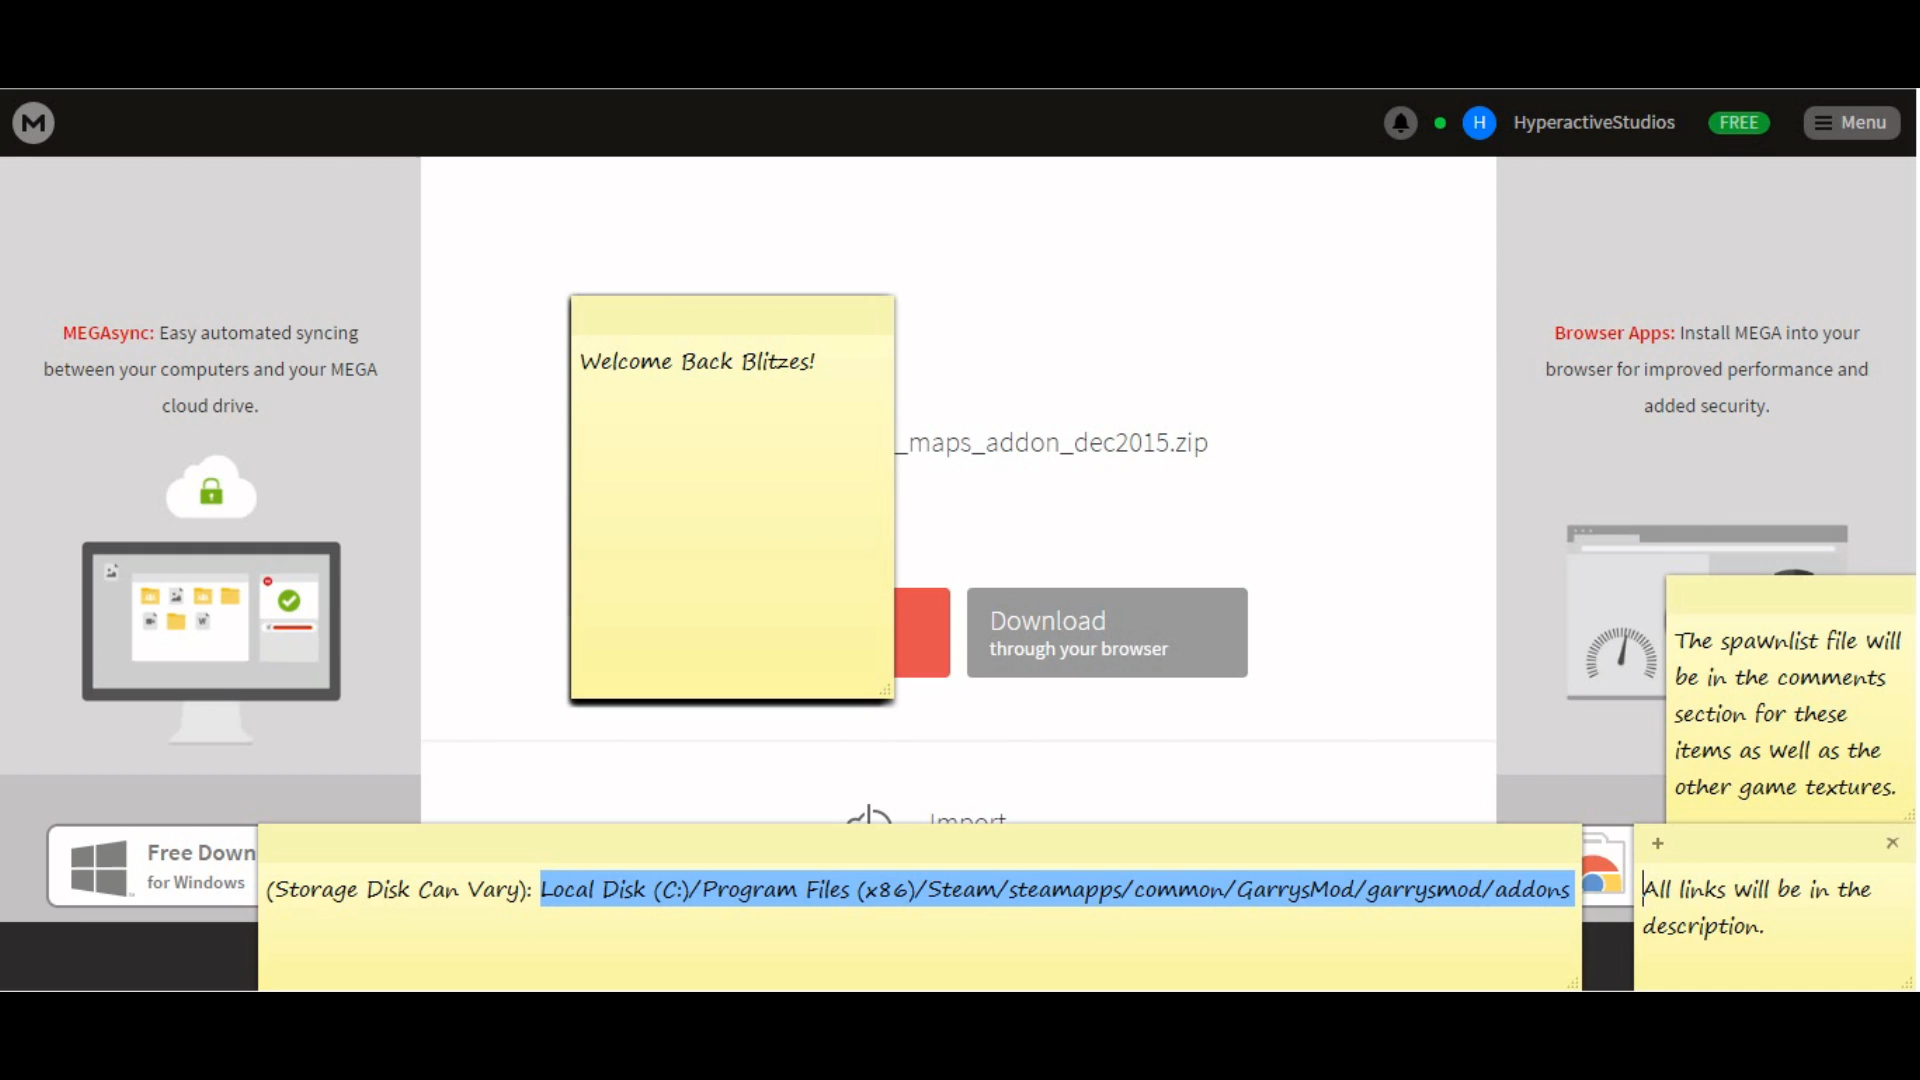 M
H
HyperactiveStudios
FREE
Menu
MEGAsync: Easy automated syncing
between your computers and your MEGA
cloud drive.
Welcome Back Blitzes!
_maps_addon_dec2015.zip
Download
through your browser
Import
Browser Apps: Install MEGA into your
browser for improved performance and
added security.
The spawnlist file will
be in the comments
section for these
items as well as the
other game textures.
Free Down
for Windows
(Storage Disk Can Vary): Local Disk (C:)/Program Files (x86)/Steam/steamapps/common/GarrysMod/garrysmod/addons
All links will be in the
description.